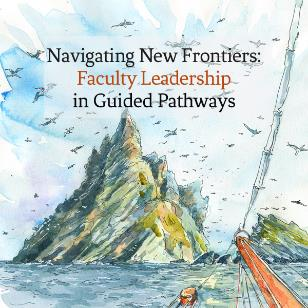 Navigating New Frontiers:
Faculty Leadership
in Guided Pathways